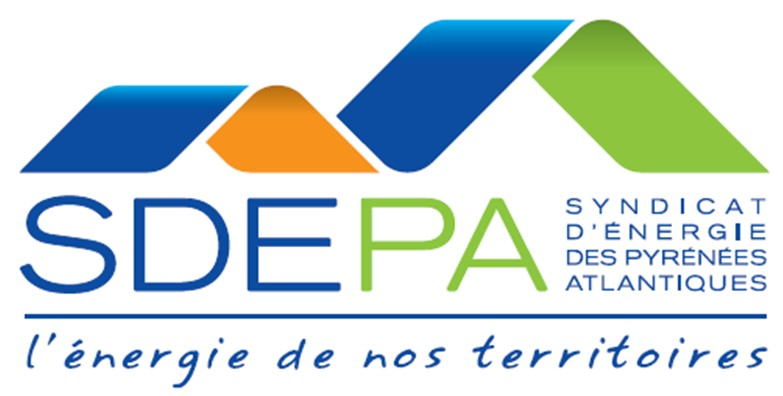 SDEPA
SYNDICAT
D'ÉNERGIE
DES PYRÉNÉES
ATLANTIQUES
l'énergie de nos territoires